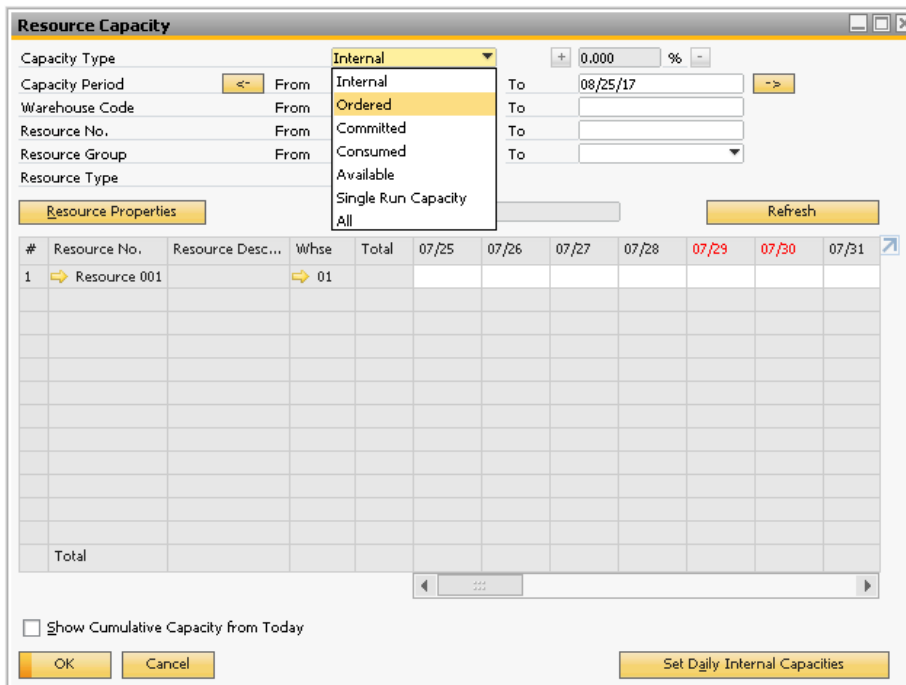 Resource Capacity
Capacity Type Internal + 0.000 % -
Capacity Period <- From To 08/25/17 ->
Warehouse Code From To
Resource No. From To
Resource Group From To
Resource Type
Internal
Ordered
Committed
Consumed
Available
Single Run Capacity
All
Resource Properties Refresh
# Resource No. Resource Desc... Whse Total 07/25 07/26 07/27 07/28 07/29 07/30 07/31
1 Resource 001 01
Total
Show Cumulative Capacity from Today
OK Cancel Set Daily Internal Capacities